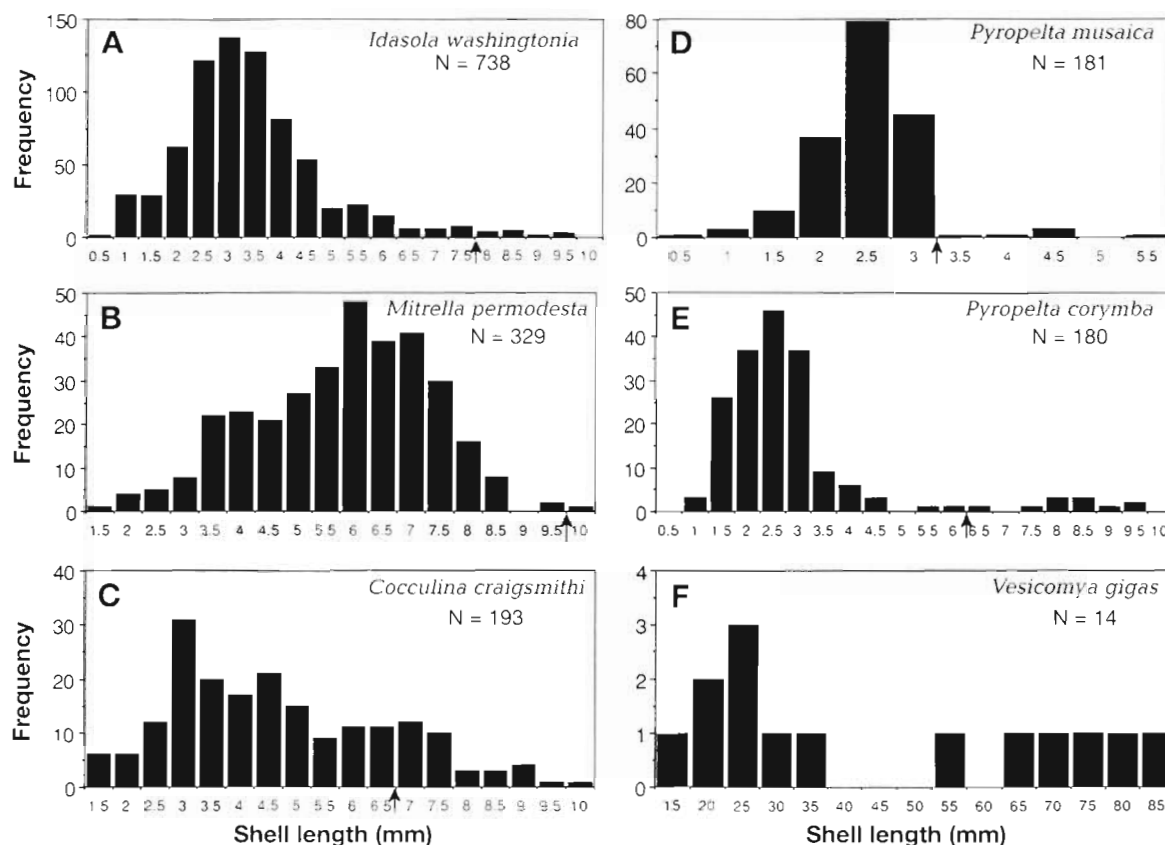 A
Idasola washingtonia
N = 738
Frequency
150
100
50
0
0.5 1 1.5 2 2.5 3 3.5 4 4.5 5 5.5 6 6.5 7 7.5 8 8.5 9 9.5 10
D
Pyropelta musaica
N = 181
80
60
40
20
0
0.5 1 1.5 2 2.5 3 3.5 4 4.5 5 5.5
B
Mitrella permodesta
N = 329
Frequency
50
40
30
20
10
0
1.5 2 2.5 3 3.5 4 4.5 5 5.5 6 6.5 7 7.5 8 8.5 9 9.5 10
E
Pyropelta corymba
N = 180
50
40
30
20
10
0
0.5 1 1.5 2 2.5 3 3.5 4 4.5 5 5.5 6 6.5 7 7.5 8 8.5 9 9.5 10
C
Cocculina craigsmithi
N = 193
Frequency
40
30
20
10
0
1.5 2 2.5 3 3.5 4 4.5 5 5.5 6 6.5 7 7.5 8 8.5 9 9.5 10
Shell length (mm)
F
Vesicomya gigas
N = 14
4
3
2
1
0
15 20 25 30 35 40 45 50 55 60 65 70 75 80 85
Shell length (mm)